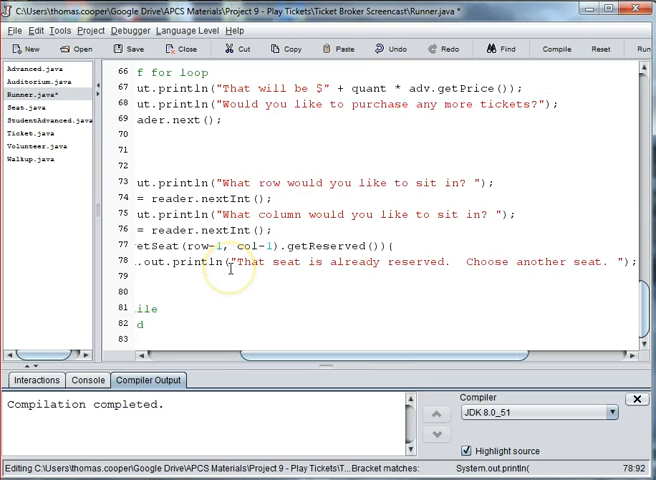 C:\Users\thomas.cooper\Google Drive\APCS Materials\Project 9 - Play Tickets\Ticket Broker Screencast\Runner.java *
File Edit Tools Project Debugger Language Level Help
New Open Save Close Cut Copy Paste Undo Redo Find Compile Reset Run
Advanced.java
Auditorium.java
Runner.java*
Seat.java
StudentAdvanced.java
Ticket.java
Volunteer.java
Walkup.java
66 f for loop
67 ut.println("That will be $" + quant * adv.getPrice());
68 ut.println("Would you like to purchase any more tickets?");
69 ader.next();
70
71
72
73 ut.println("What row would you like to sit in? ");
74 = reader.nextInt();
75 ut.println("What column would you like to sit in? ");
76 = reader.nextInt();
77 etSeat(row-1, col-1).getReserved()){
78 .out.println("That seat is already reserved.  Choose another seat. ");
79
80
81 ile
82 d
83
Interactions Console Compiler Output
Compilation completed.
Compiler
JDK 8.0_51
Highlight source
Editing C:\Users\thomas.cooper\Google Drive\APCS Materials\Project 9 - Play Tickets\T... Bracket matches: System.out.println( 78:92